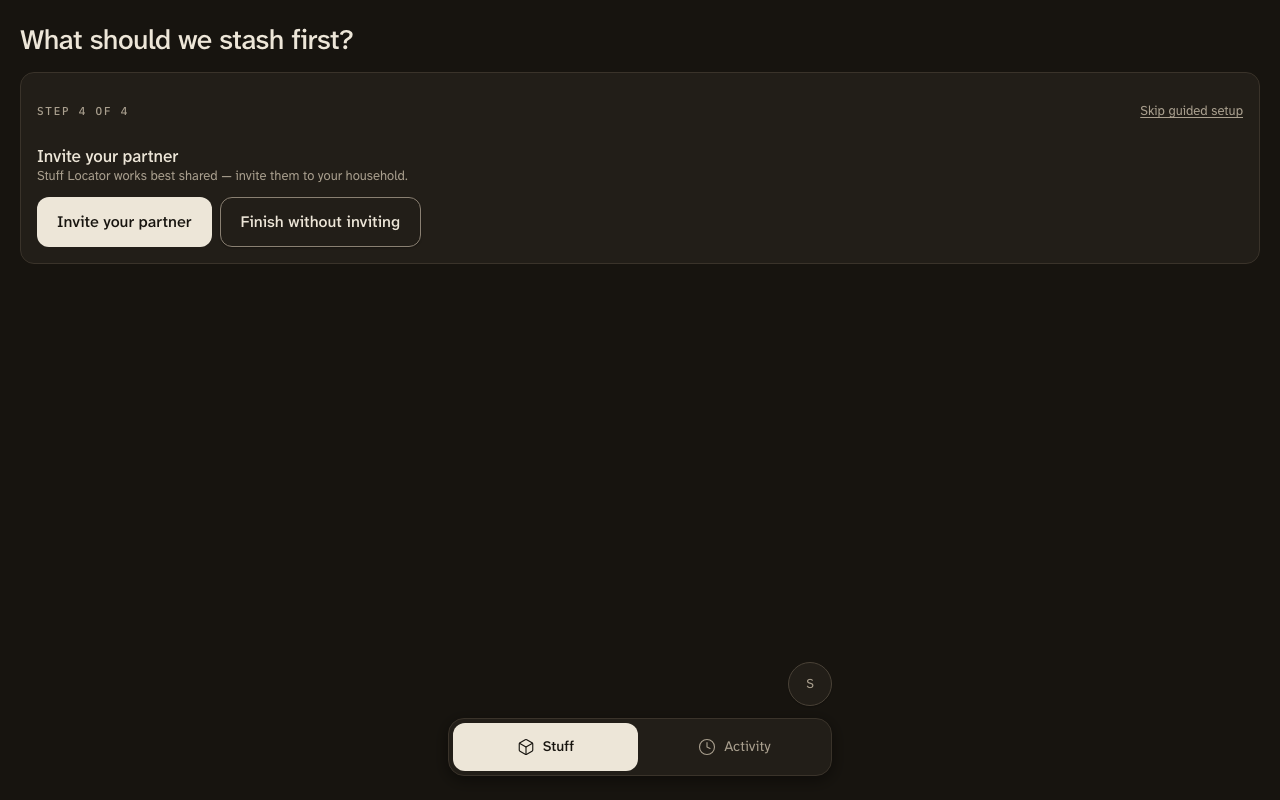 What should we stash first?
STEP 4 OF 4
Skip guided setup
Invite your partner
Stuff Locator works best shared — invite them to your household.
Invite your partner
Finish without inviting
S
Stuff
Activity